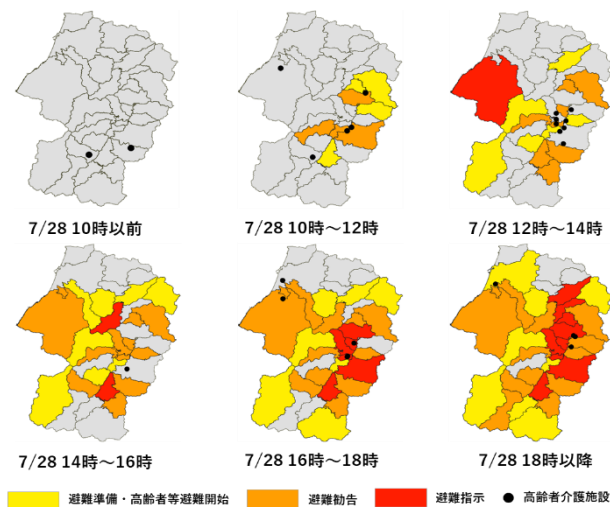 7/28 10時以前
7/28 10時～12時
7/28 12時～14時
7/28 14時～16時
7/28 16時～18時
7/28 18時以降
避難準備・高齢者等避難開始
避難勧告
避難指示
高齢者介護施設